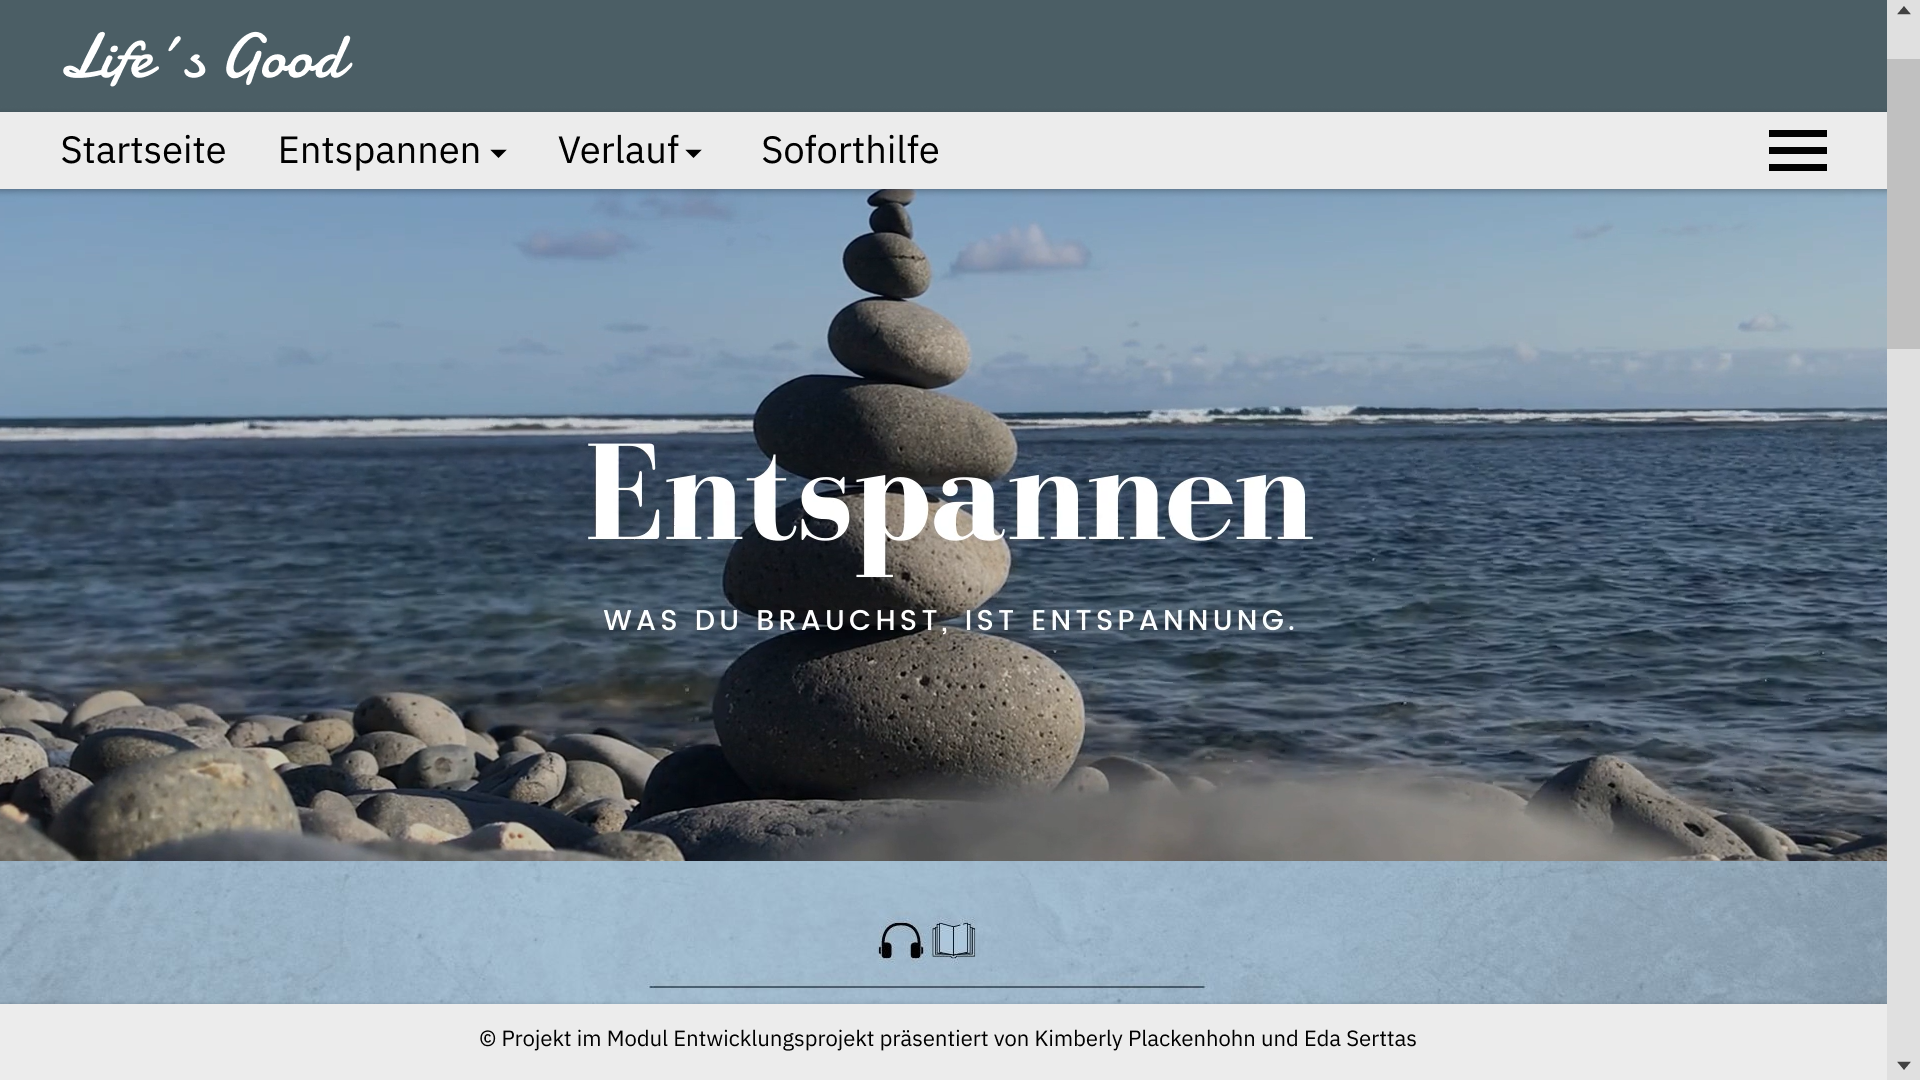 Life´s Good
Startseite Entspannen Verlauf Soforthilfe
Entspannen
WAS DU BRAUCHST, IST ENTSPANNUNG.
© Projekt im Modul Entwicklungsprojekt präsentiert von Kimberly Plackenhohn und Eda Serttas